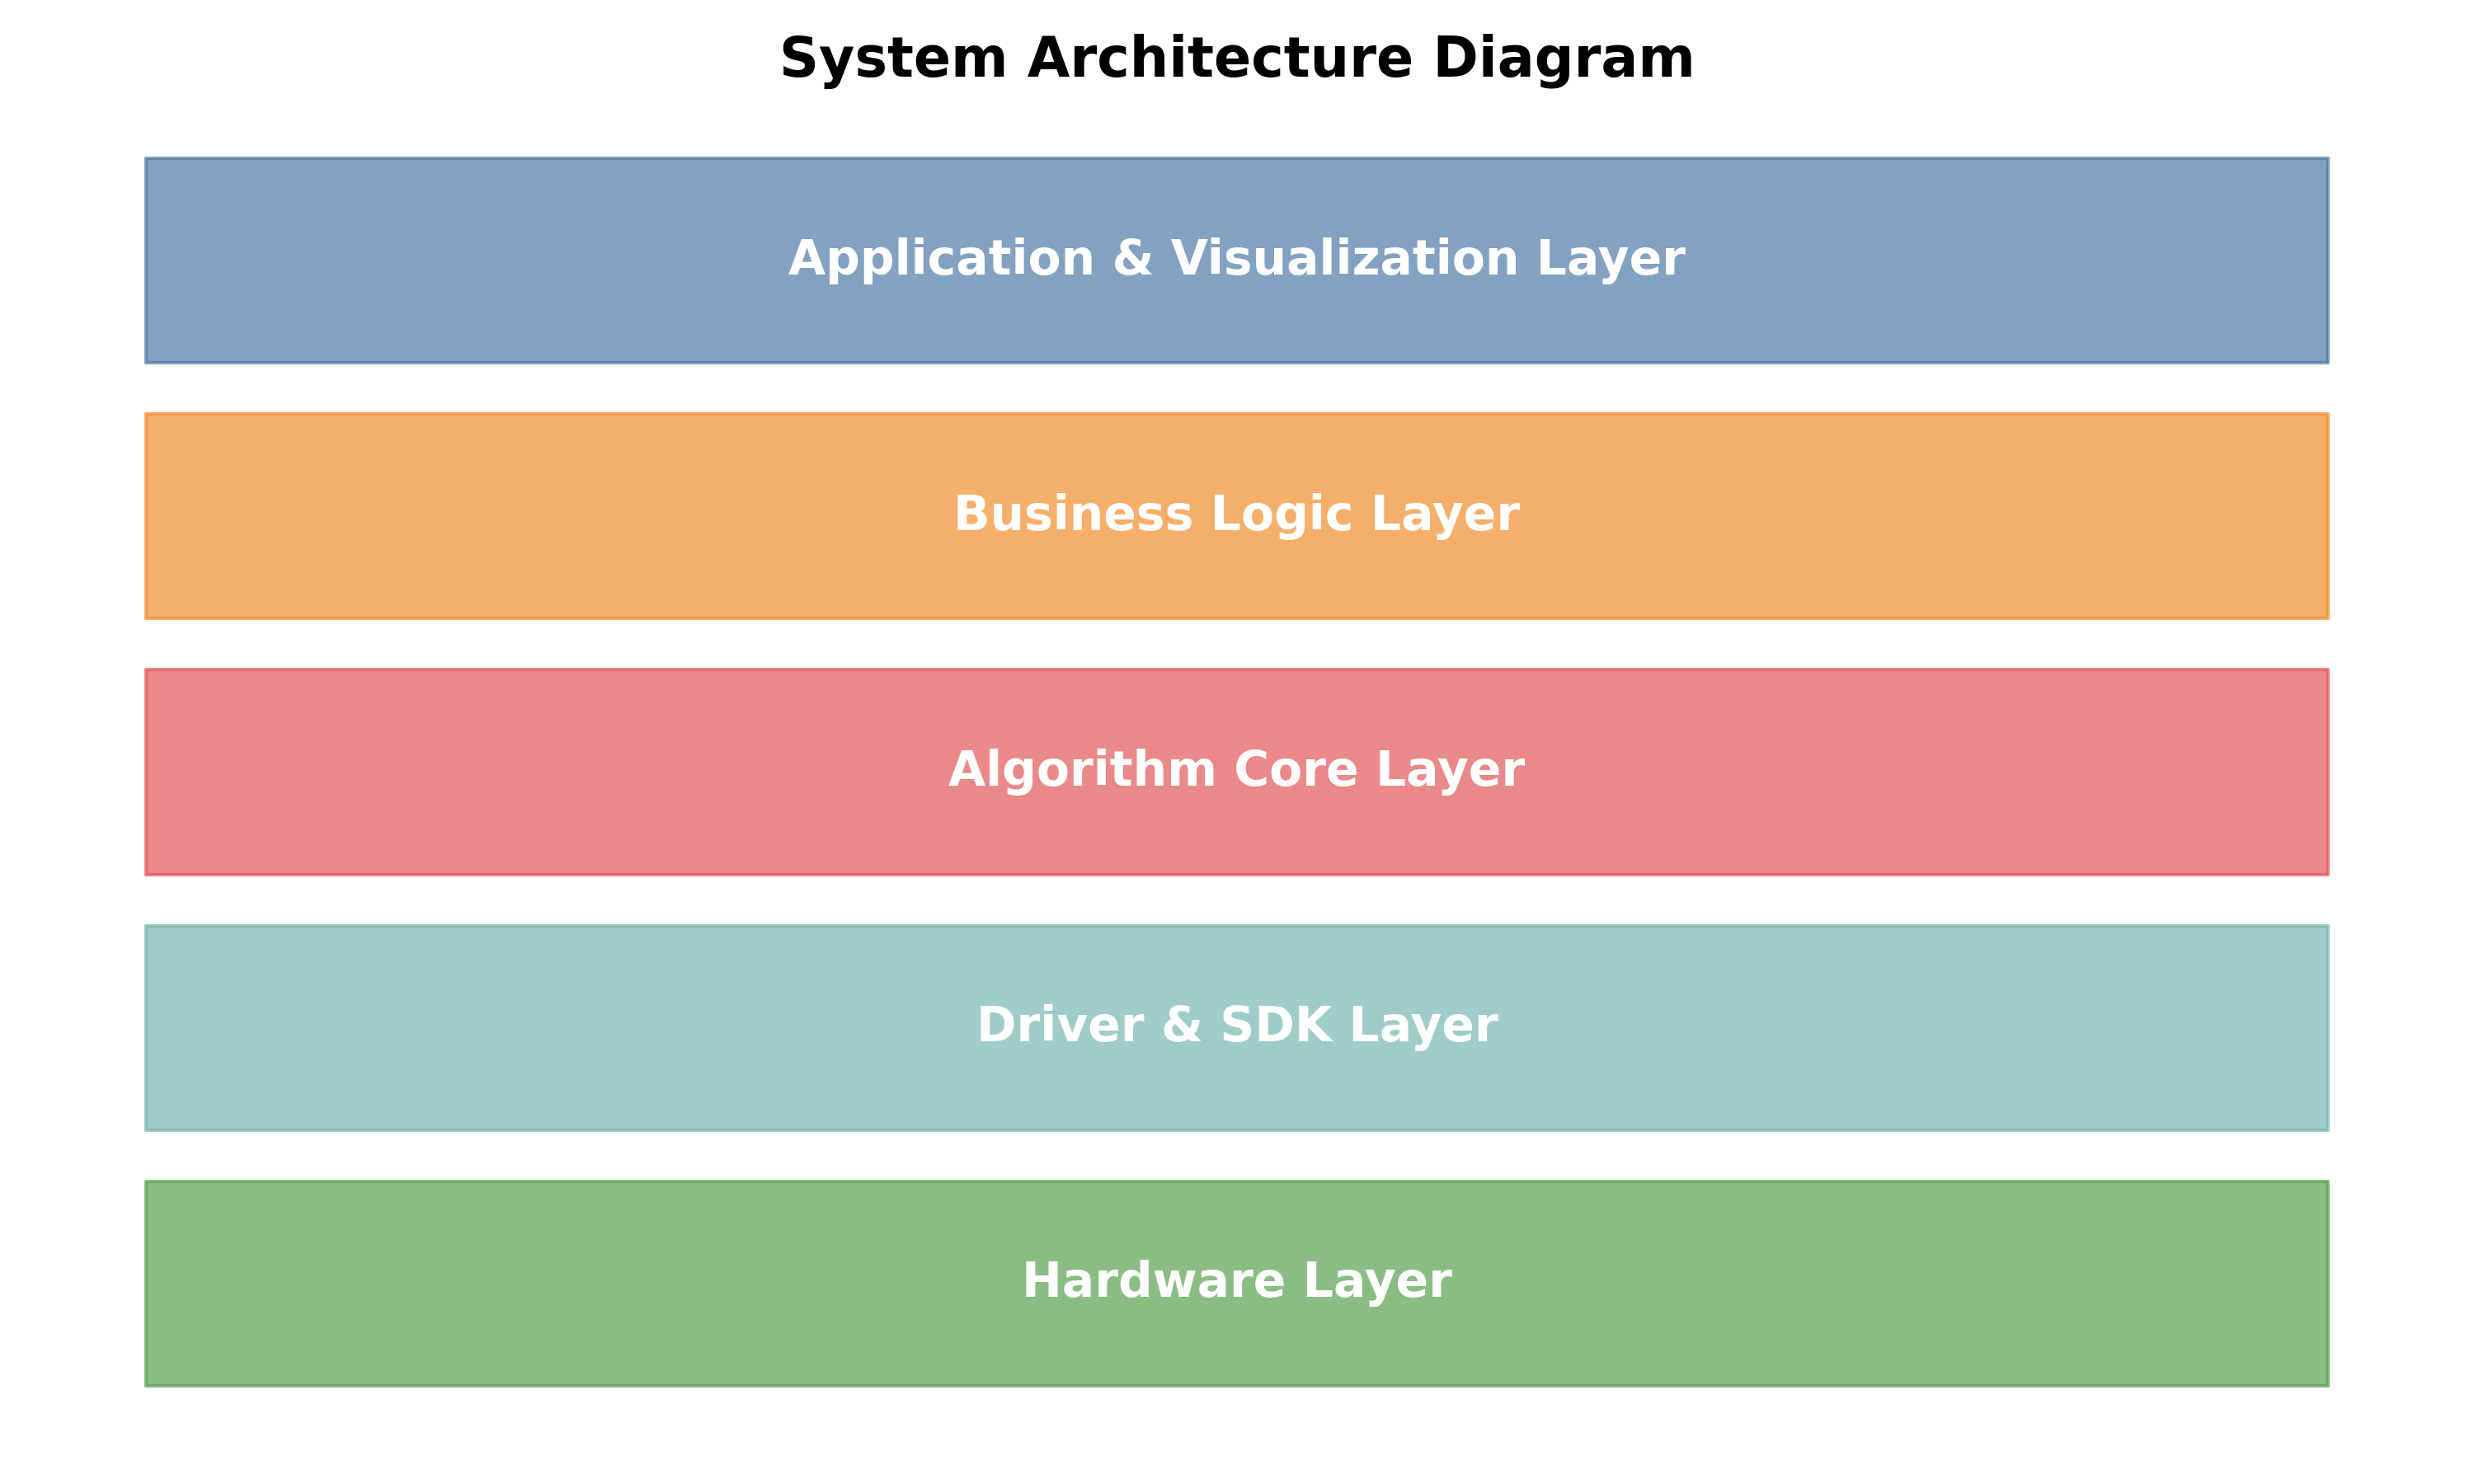 System Architecture Diagram
Application & Visualization Layer
Business Logic Layer
Algorithm Core Layer
Driver & SDK Layer
Hardware Layer